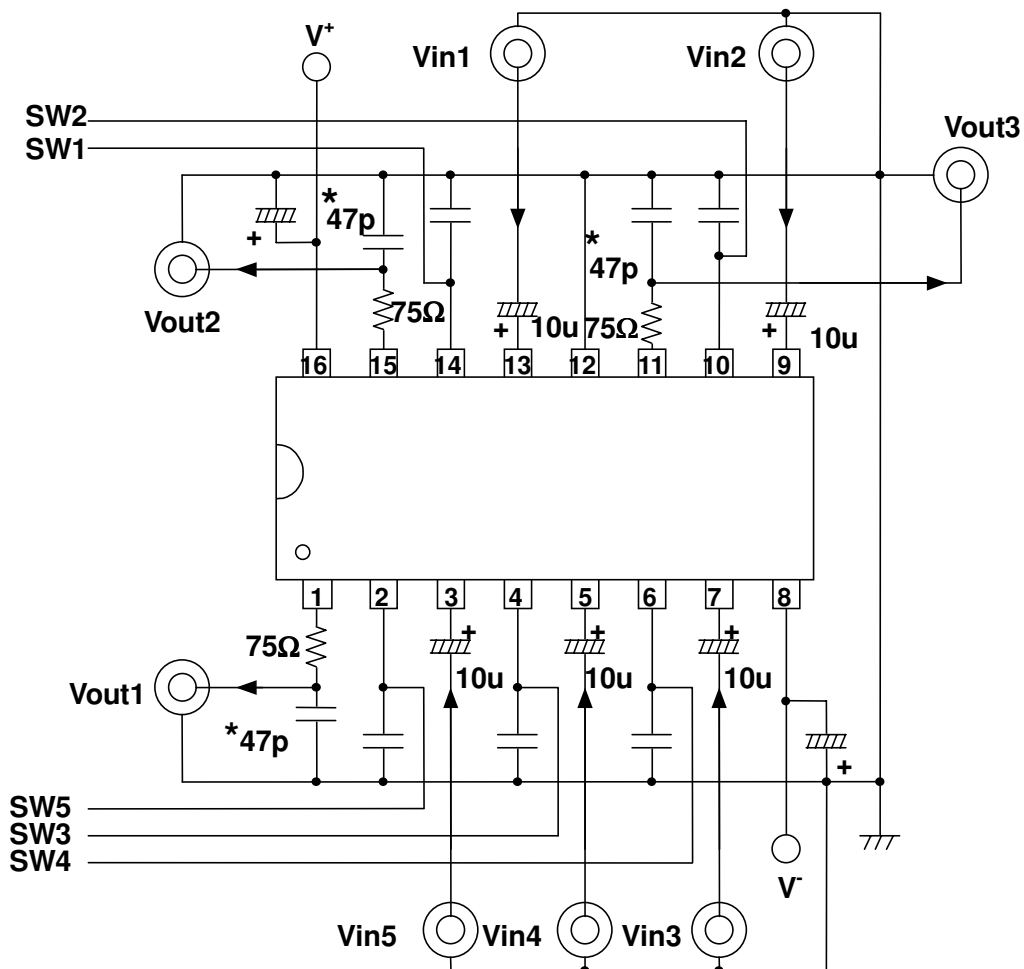 V+
Vin1
Vin2
SW2
SW1
Vout3
*
47p
*
47p
Vout2
75Ω
10u
75Ω
10u
+
+
+
16
15
14
13
12
11
10
9
1
2
3
4
5
6
7
8
75Ω
+
+
+
10u
10u
10u
Vout1
*47p
+
SW5
SW3
SW4
V-
Vin5
Vin4
Vin3